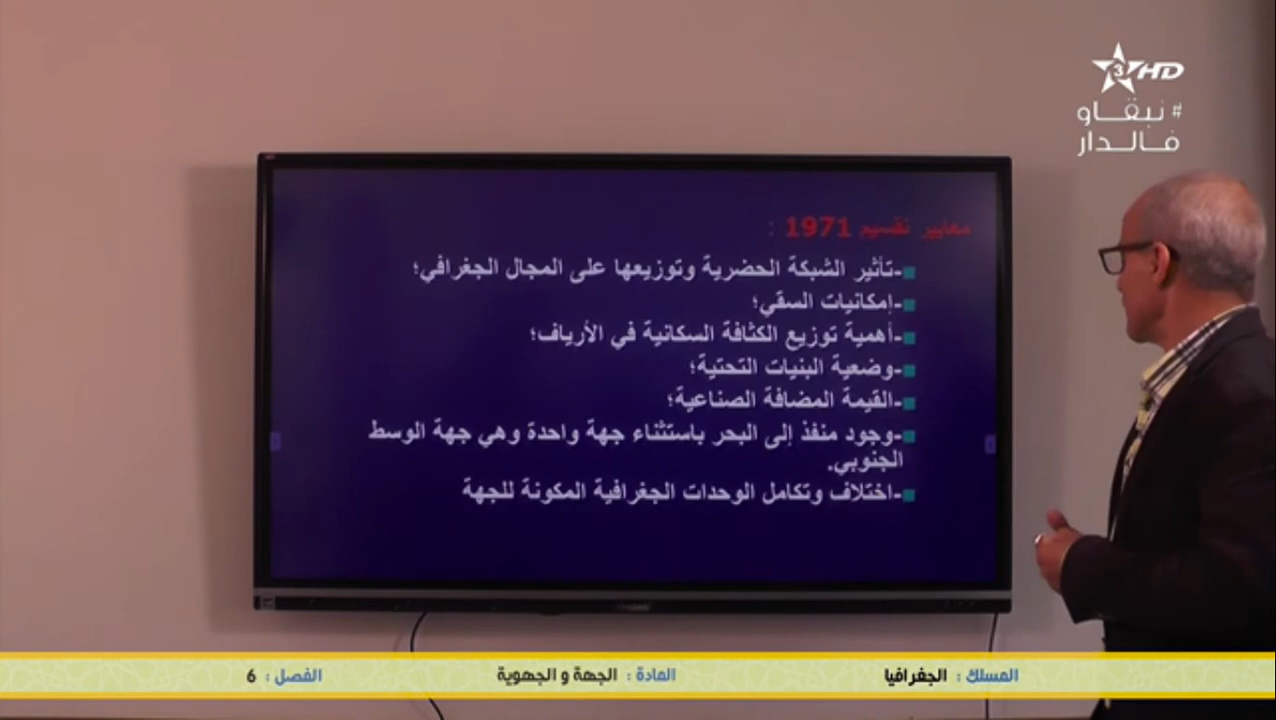 3 HD
# نبقاو
فالدار
معايير تقسيم 1971 :
-تأثير الشبكة الحضرية وتوزيعها على المجال الجغرافي؛
-إمكانيات السقي؛
-أهمية توزيع الكثافة السكانية في الأرياف؛
-وضعية البنيات التحتية؛
-القيمة المضافة الصناعية؛
-وجود منفذ إلى البحر باستثناء جهة واحدة وهي جهة الوسط
الجنوبي.
-اختلاف وتكامل الوحدات الجغرافية المكونة للجهة
المسلك : الجغرافيا المادة : الجهة و الجهوية الفصل : 6